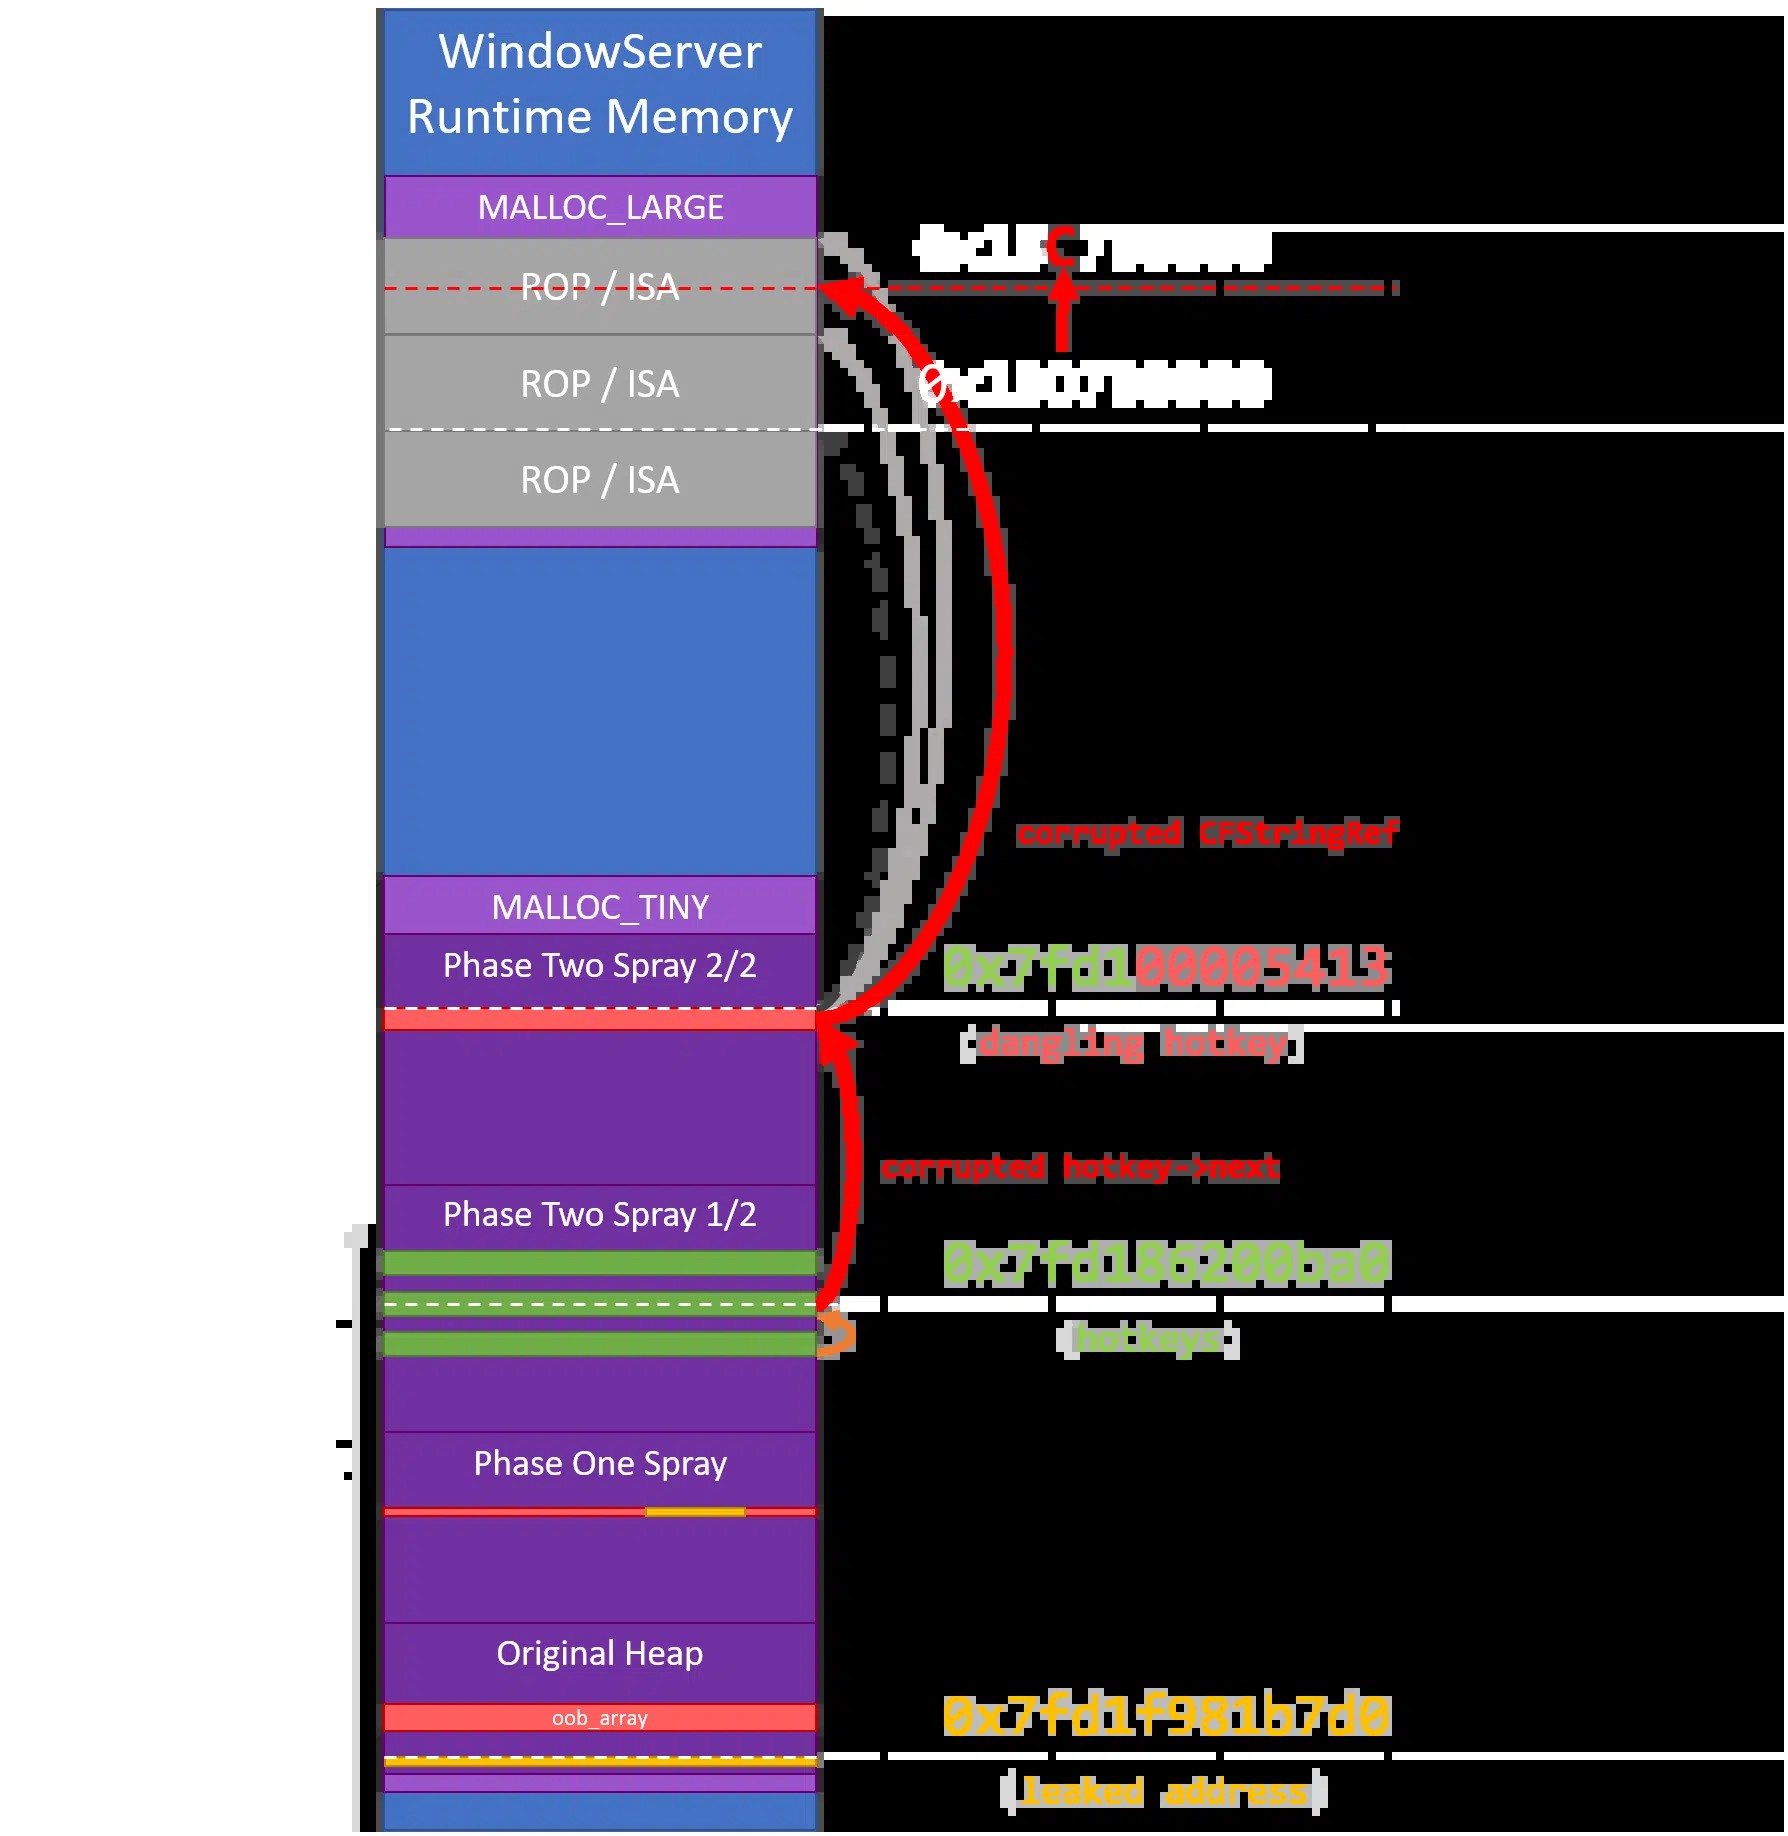 WindowServer
Runtime Memory
MALLOC_LARGE
ROP / ISA
ROP / ISA
ROP / ISA
corrupted CFStringRef
MALLOC_TINY
Phase Two Spray 2/2
0x7fd100005413
[dangling hotkey]
corrupted hotkey->next
Phase Two Spray 1/2
0x7fd186200ba0
[hotkeys]
Phase One Spray
Original Heap
oob_array
0x7fd1f981b7d0
[leaked address]